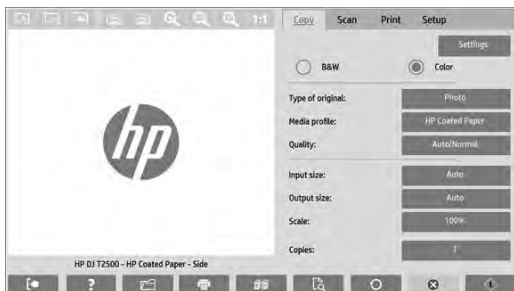 1:1
Copy Scan Print Setup
Settings
B&W Color
Type of original: Photo
Media profile: HP Coated Paper
Quality: Auto/Normal
Input size: Auto
Output size: Auto
Scale: 100%
Copies: 1
hp
HP DJ T2500 - HP Coated Paper - Side
?